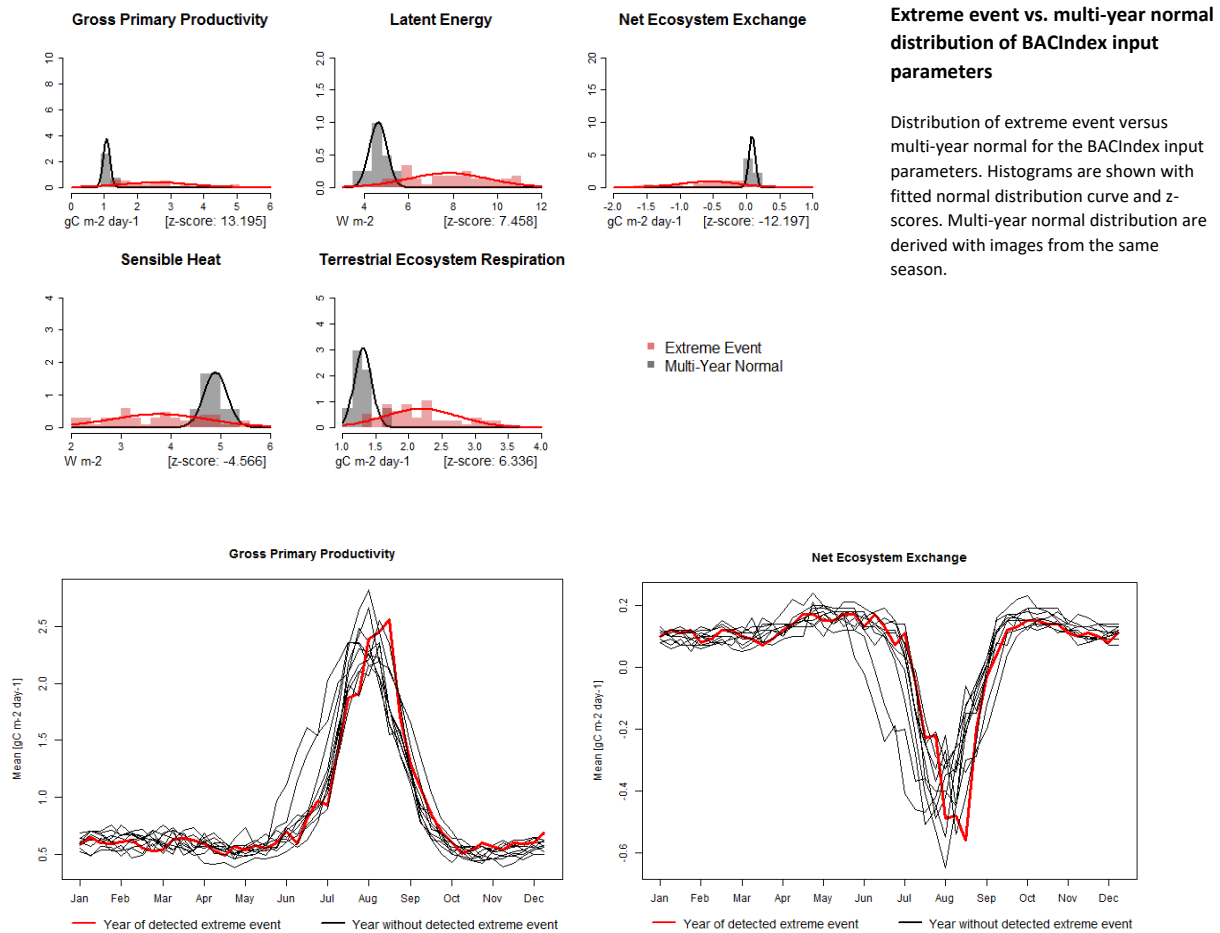 Gross Primary Productivity
10
8
6
4
2
0
0 1 2 3 4 5 6
gC m-2 day-1 [z-score: 13.195]
Latent Energy
2.0
1.5
1.0
0.5
0.0
4 6 8 10 12
W m-2 [z-score: 7.458]
Net Ecosystem Exchange
20
15
10
5
0
-2.0 -1.5 -1.0 -0.5 0.0 0.5 1.0
gC m-2 day-1 [z-score: -12.197]
Extreme event vs. multi-year normal
distribution of BACIndex input
parameters
Distribution of extreme event versus
multi-year normal for the BACIndex input
parameters. Histograms are shown with
fitted normal distribution curve and z-
scores. Multi-year normal distribution are
derived with images from the same
season.
Sensible Heat
4
3
2
1
0
2 3 4 5 6
W m-2 [z-score: -4.566]
Terrestrial Ecosystem Respiration
5
4
3
2
1
0
1.0 1.5 2.0 2.5 3.0 3.5 4.0
gC m-2 day-1 [z-score: 6.336]
Extreme Event
Multi-Year Normal
Gross Primary Productivity
Mean [gC m-2 day-1]
2.5
2.0
1.5
1.0
0.5
Jan Feb Mar Apr May Jun Jul Aug Sep Oct Nov Dec
Year of detected extreme event Year without detected extreme event
Net Ecosystem Exchange
Mean [gC m-2 day-1]
0.2
0.0
-0.2
-0.4
-0.6
Jan Feb Mar Apr May Jun Jul Aug Sep Oct Nov Dec
Year of detected extreme event Year without detected extreme event